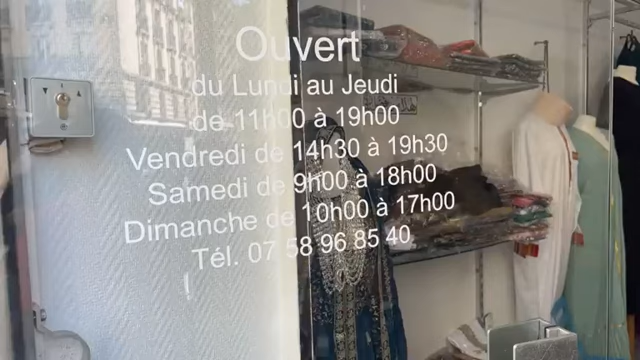 Ouvert
du Lundi au Jeudi
de 11h00 à 19h00
Vendredi de 14h30 à 19h30
Samedi de 9h00 à 18h00
Dimanche de 10h00 à 17h00
Tél. 07 58 96 85 40